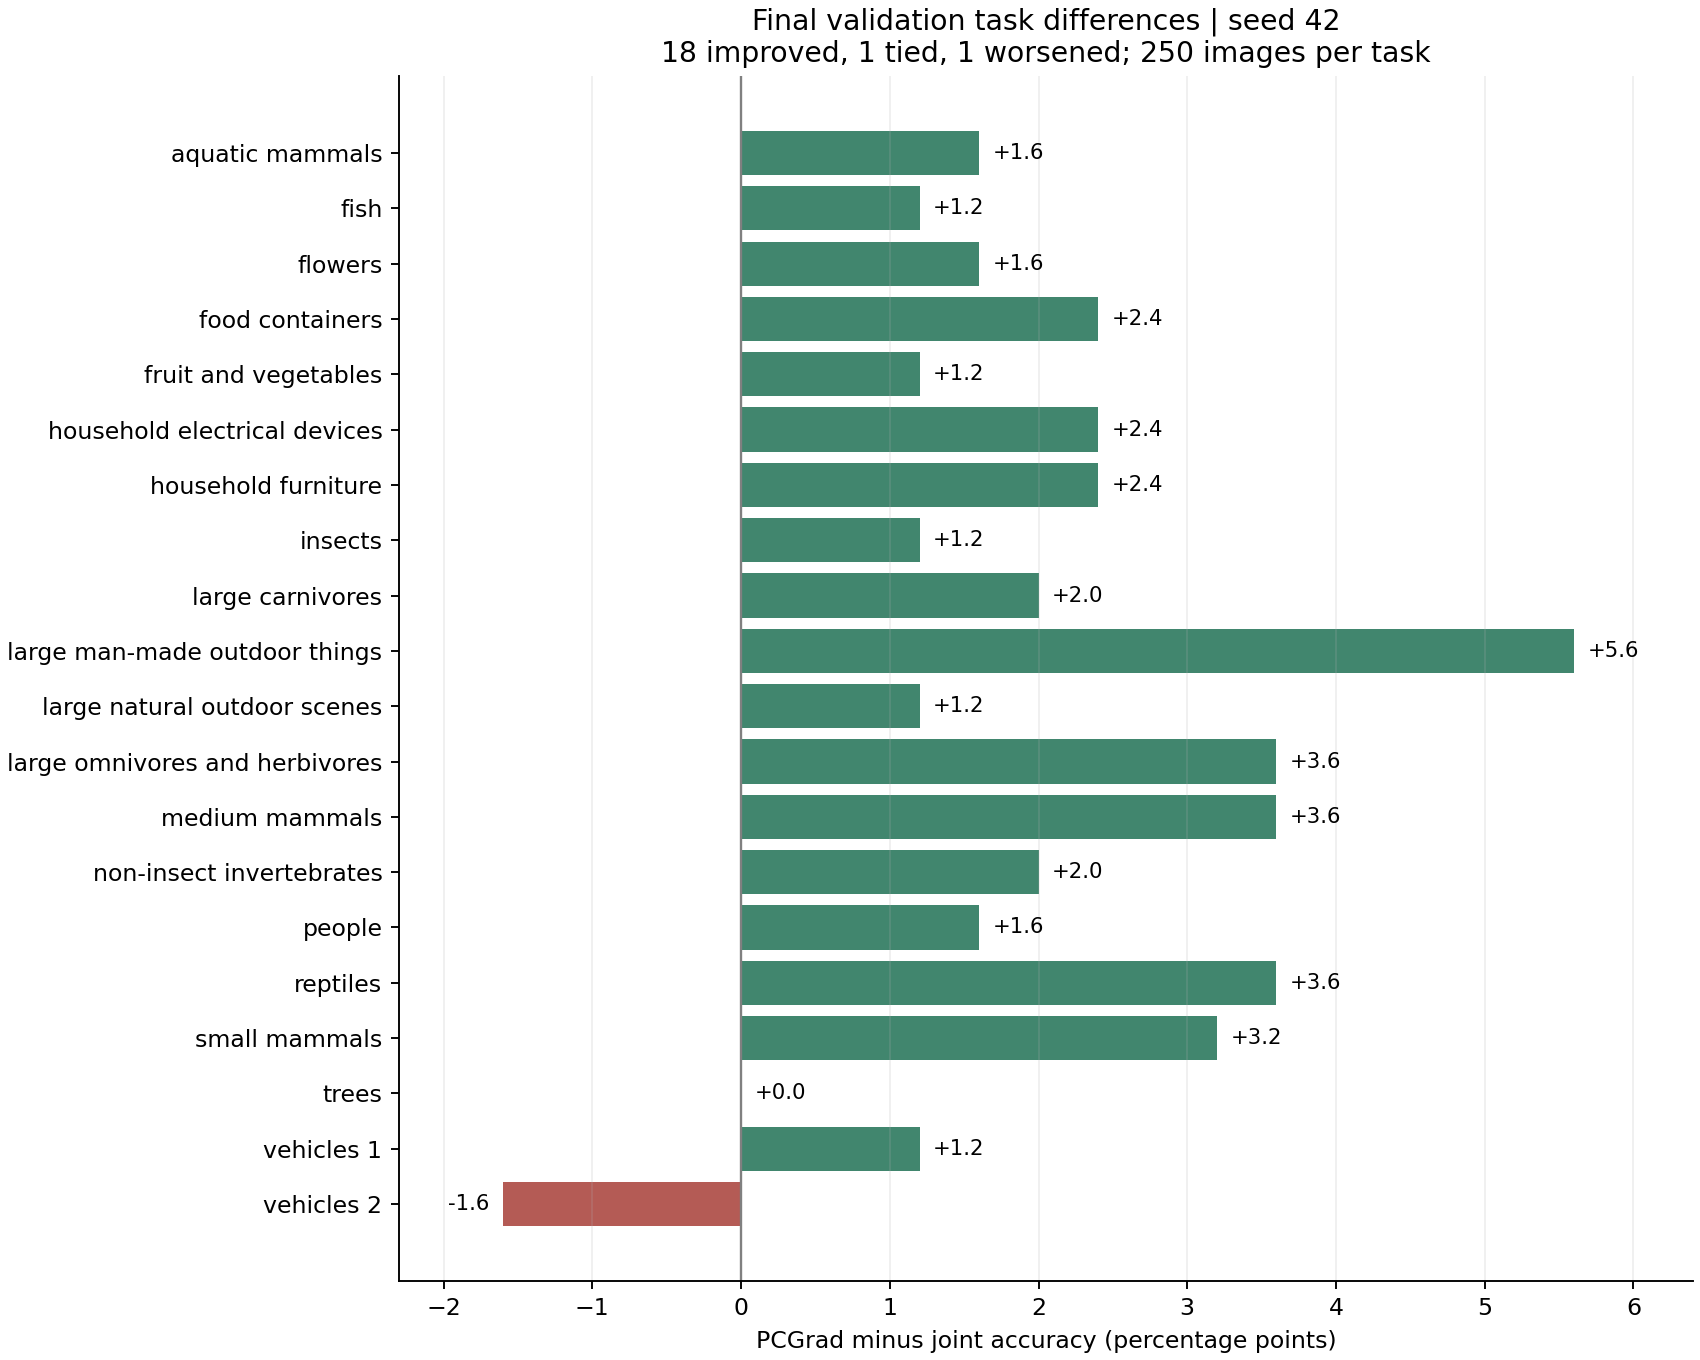 Final validation task differences | seed 42
18 improved, 1 tied, 1 worsened; 250 images per task
aquatic mammals +1.6
fish +1.2
flowers +1.6
food containers +2.4
fruit and vegetables +1.2
household electrical devices +2.4
household furniture +2.4
insects +1.2
large carnivores +2.0
large man-made outdoor things +5.6
large natural outdoor scenes +1.2
large omnivores and herbivores +3.6
medium mammals +3.6
non-insect invertebrates +2.0
people +1.6
reptiles +3.6
small mammals +3.2
trees +0.0
vehicles 1 +1.2
vehicles 2 -1.6
−2 −1 0 1 2 3 4 5 6
PCGrad minus joint accuracy (percentage points)